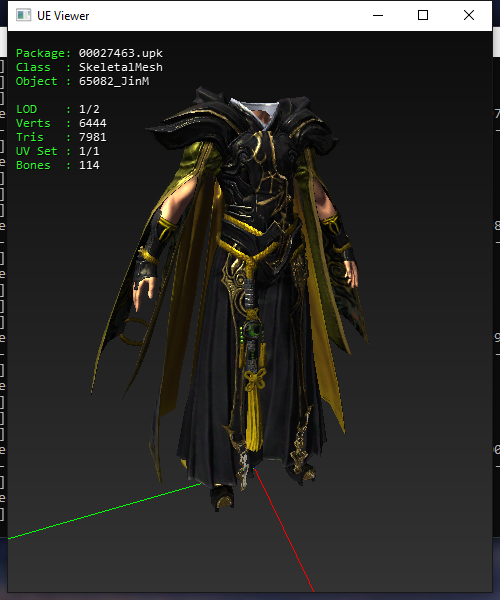 UE Viewer
Package: 00027463.upk
Class : SkeletalMesh
Object : 65082_JinM
LOD : 1/2
Verts : 6444
Tris : 7981
UV Set : 1/1
Bones : 114